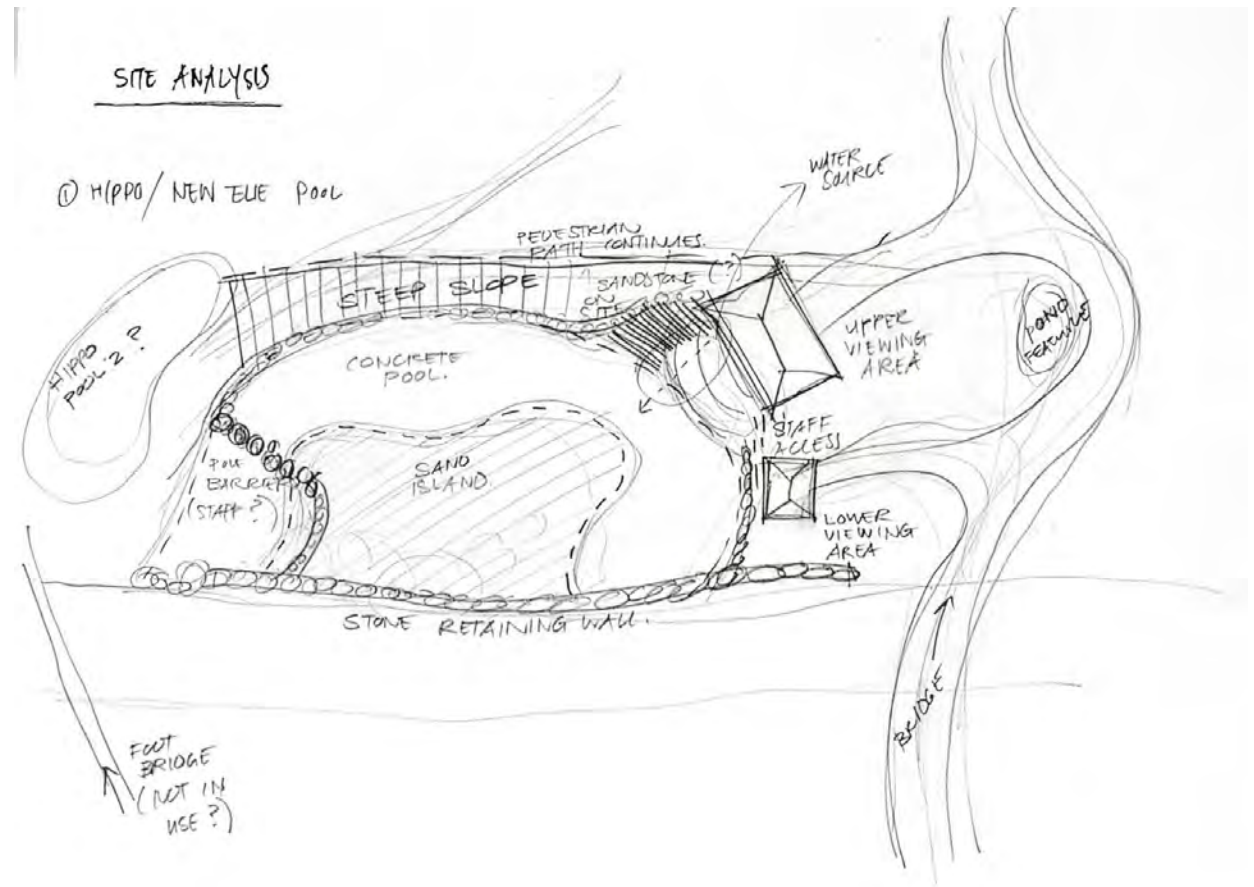 SITE ANALYSIS
① HIPPO / NEW ELIE POOL
WATER
SOURCE
PEDESTRIAN
PATH CONTINUES.
STEEP SLOPE
SANDSTONE (?)
ON
SITE
HIPPO
POOL 2 ?
CONCRETE
POOL.
UPPER
VIEWING
AREA
POND
FEATURE
STAFF
ACCESS
SAND
ISLAND.
POLE
BARRIER
(STAFF ?)
LOWER
VIEWING
AREA
STONE RETAINING WALL.
BRIDGE
FOOT
BRIDGE
(NOT IN
USE ?)